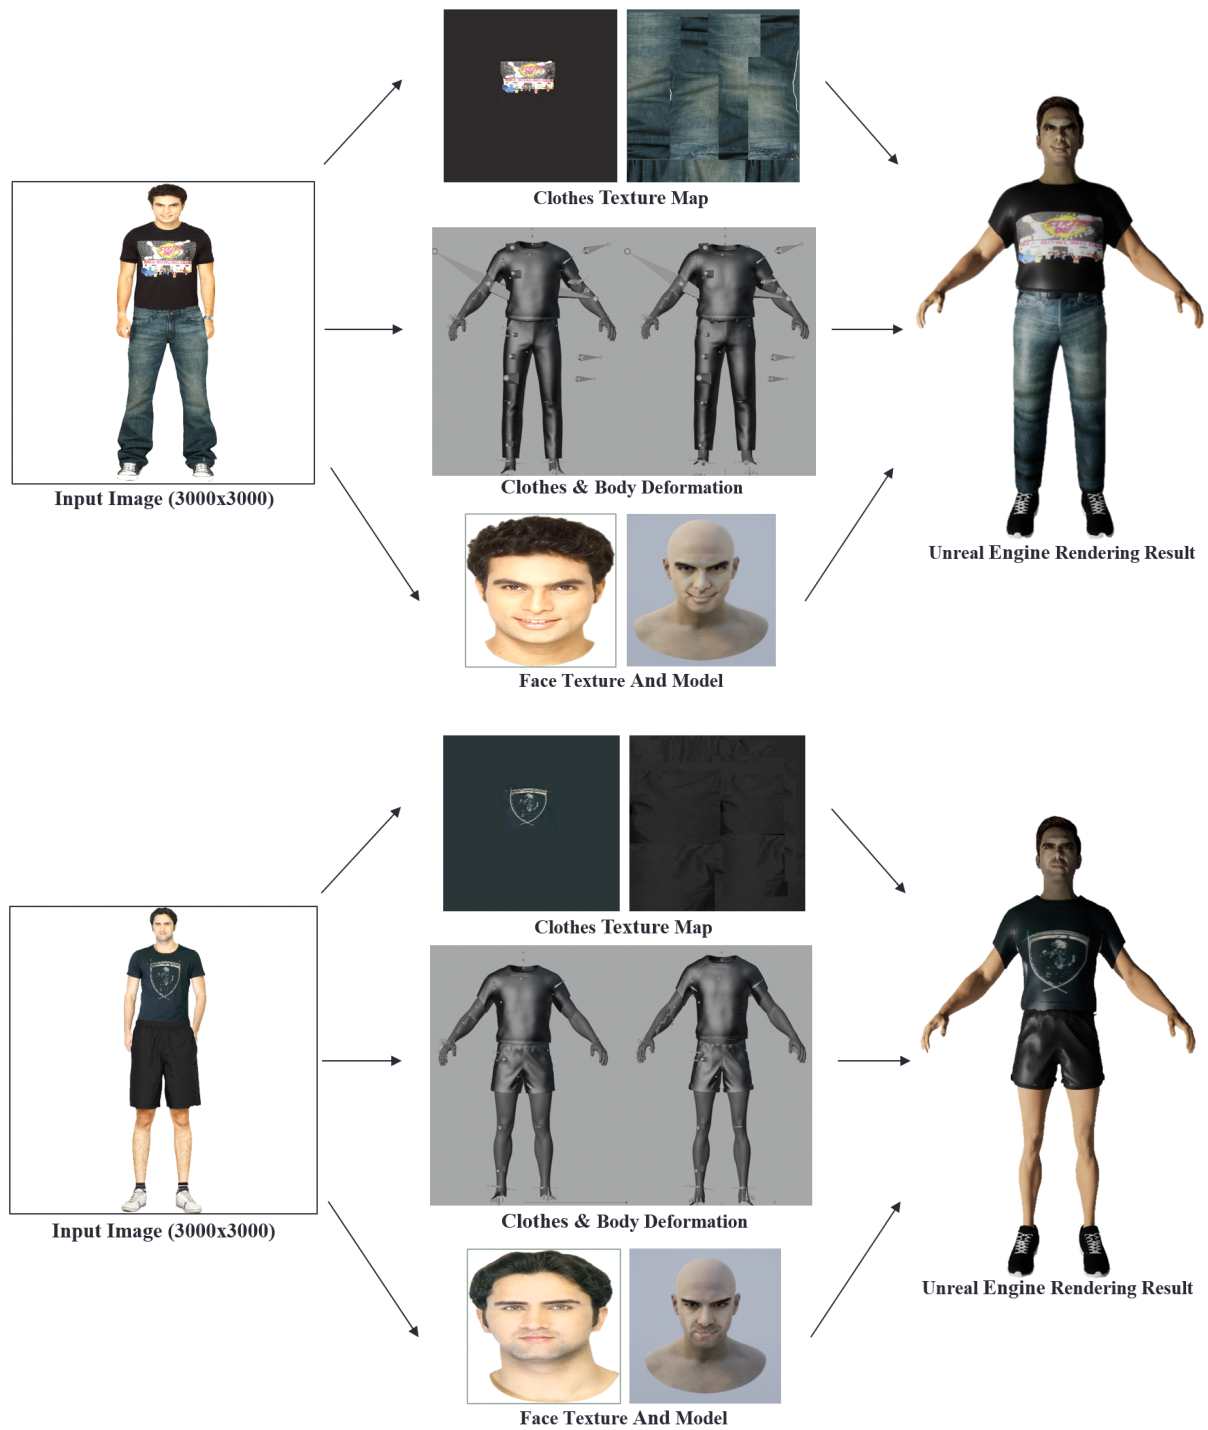 Clothes Texture Map
Input Image (3000x3000)
Clothes & Body Deformation
Unreal Engine Rendering Result
Face Texture And Model
Clothes Texture Map
Input Image (3000x3000)
Clothes & Body Deformation
Unreal Engine Rendering Result
Face Texture And Model